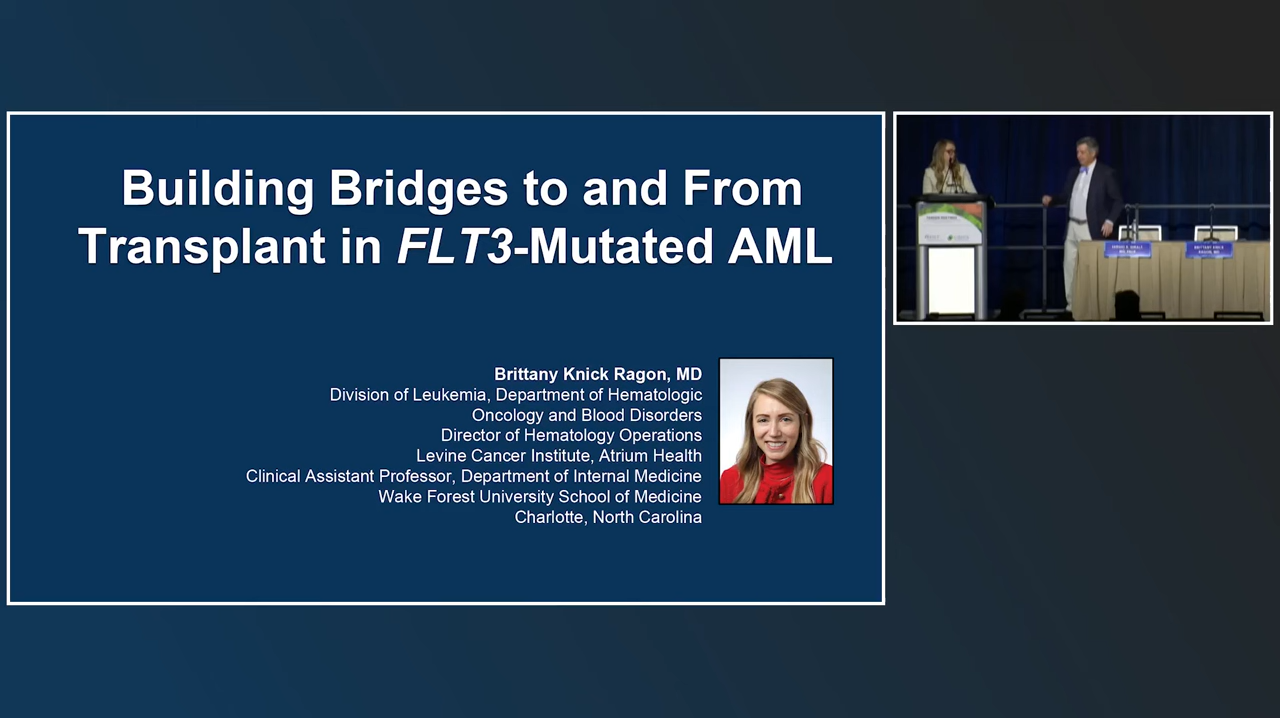 Building Bridges to and From
Transplant in FLT3-Mutated AML
Brittany Knick Ragon, MD
Division of Leukemia, Department of Hematologic
Oncology and Blood Disorders
Director of Hematology Operations
Levine Cancer Institute, Atrium Health
Clinical Assistant Professor, Department of Internal Medicine
Wake Forest University School of Medicine
Charlotte, North Carolina